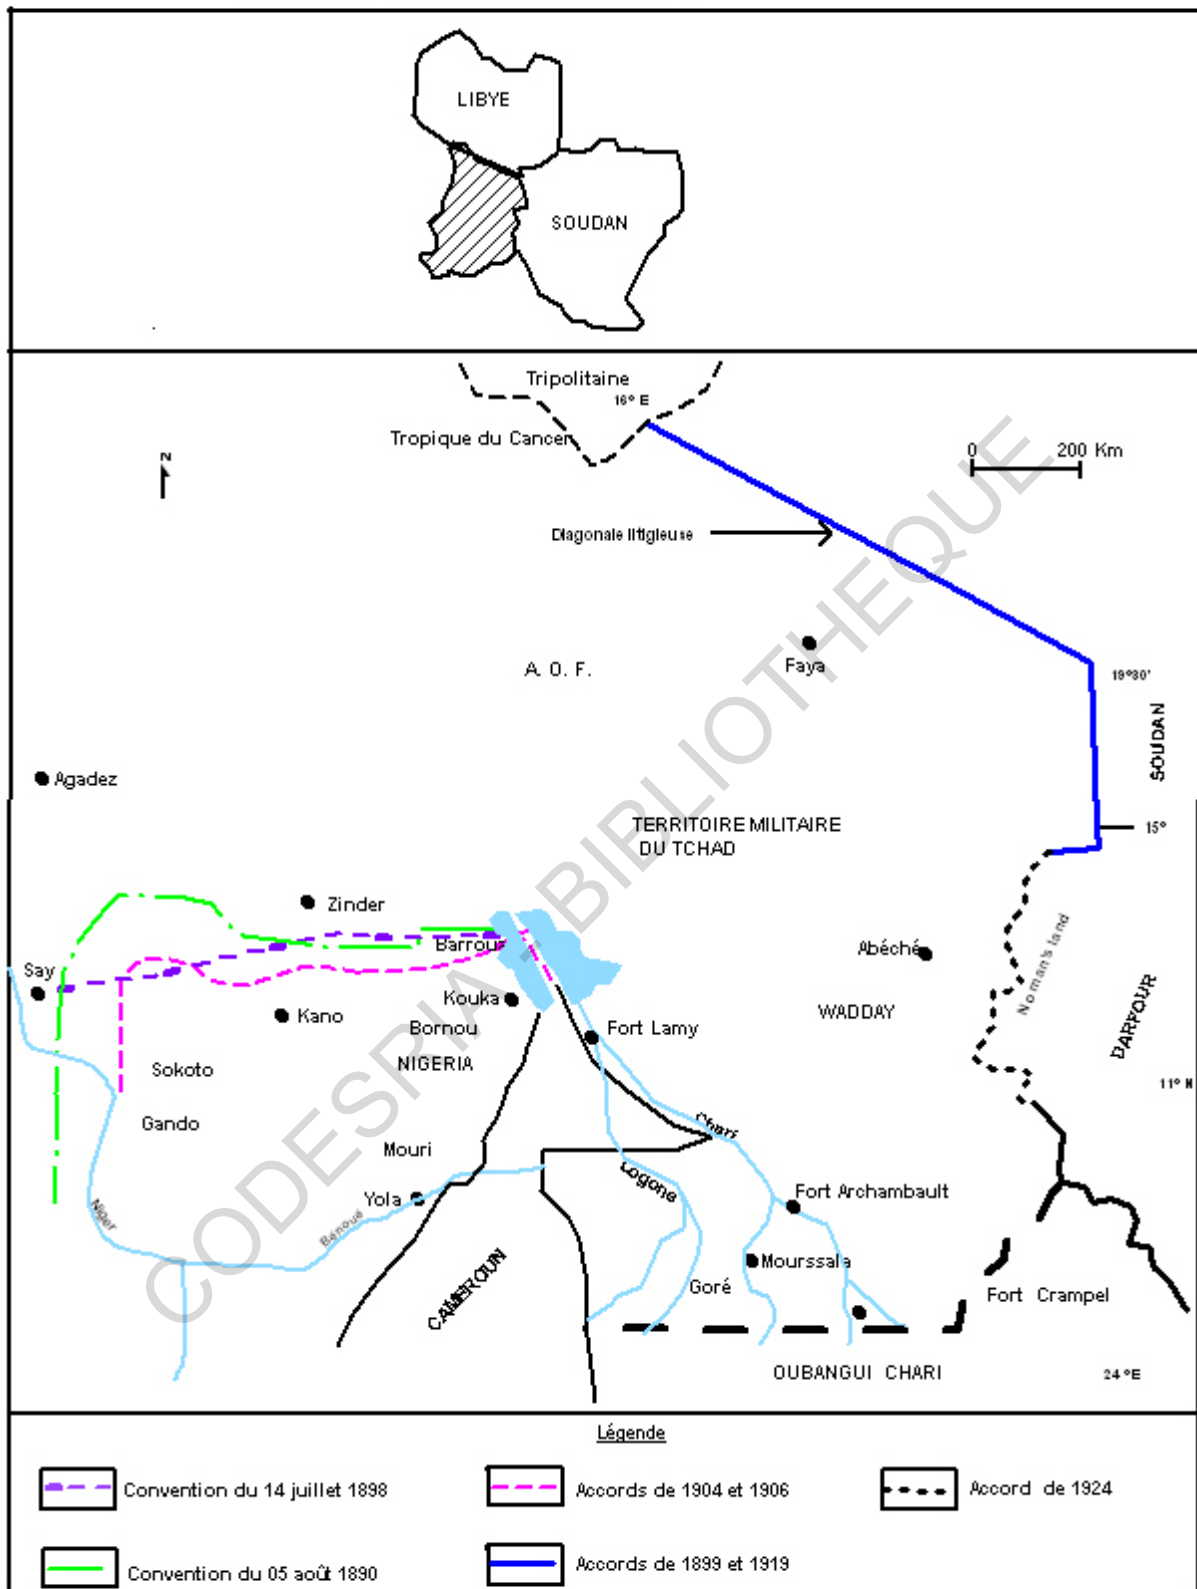 LIBYE
SOUDAN
Tripolitaine
16° E
Tropique du Cancer
N
0 200 Km
Diagonale litigieuse
Faya
A. O. F.
19°30'
SOUDAN
Agadez
15°
TERRITOIRE MILITAIRE
DU TCHAD
Zinder
Barroua
Abéché
No man's land
Say
Kouka
Kano
Bornou
Fort Lamy
WADDAY
DARFOUR
NIGERIA
Sokoto
11° N
Gando
Chari
Mouri
Logone
Yola
Fort Archambault
Niger
Bénoué
Mourssala
CAMEROUN
Goré
Fort Crampel
OUBANGUI CHARI
24°E
CODESRIA - BIBLIOTHEQUE
Légende
Convention du 14 juillet 1898
Accords de 1904 et 1906
Accord de 1924
Convention du 05 août 1890
Accords de 1899 et 1919